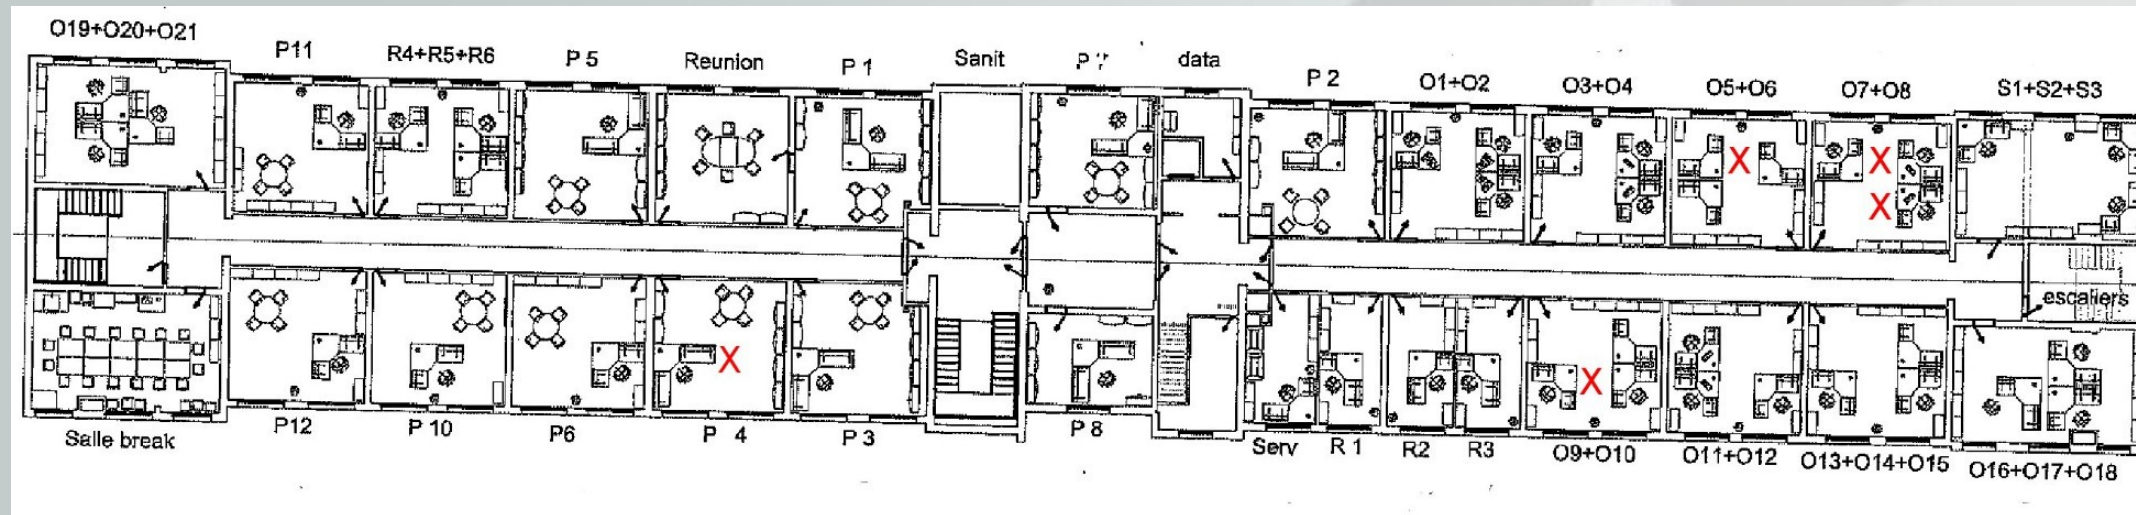 O19+O20+O21
P11
R4+R5+R6
P 5
Reunion
P 1
Sanit
P
data
P 2
O1+O2
O3+O4
O5+O6
O7+O8
S1+S2+S3
X
X
X
escaliers
X
X
Salle break
P12
P 10
P6
P 4
P 3
P 8
Serv
R 1
R2
R3
O9+O10
O11+O12
O13+O14+O15
O16+O17+O18